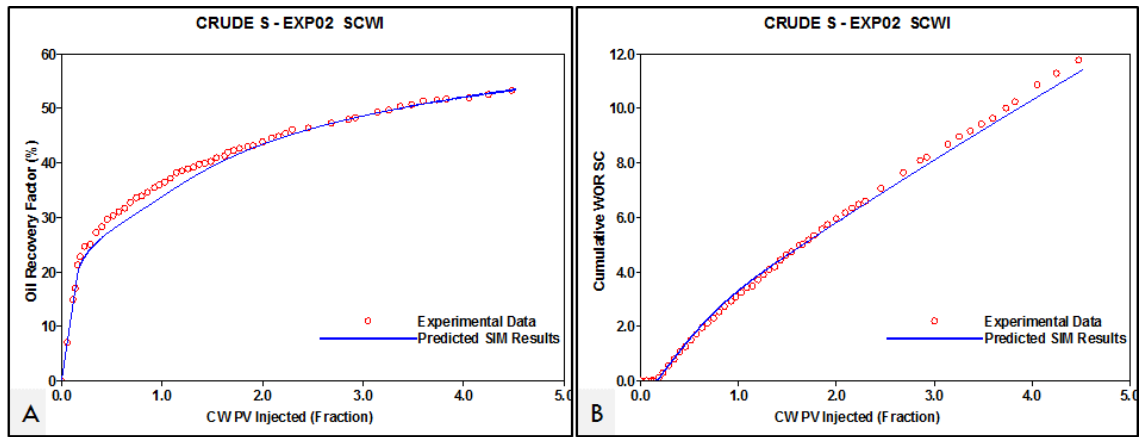 CRUDE S - EXP02 SCWI
60
50
40
30
20
10
0
Oil Recovery Factor (%)
Experimental Data
Predicted SIM Results
0.0 1.0 2.0 3.0 4.0 5.0
CW PV Injected (Fraction)
A
CRUDE S - EXP02 SCWI
12.0
10.0
8.0
6.0
4.0
2.0
0.0
Cumulative WOR SC
Experimental Data
Predicted SIM Results
0.0 1.0 2.0 3.0 4.0 5.0
CW PV Injected (Fraction)
B